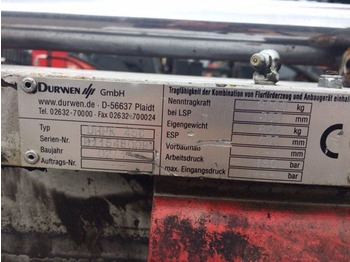 DURWEN GmbH
www.durwen.de - D-56637 Plaidt
Tel. 02632-70000 - Fax 02632-700024
Typ
Serien-Nr.
Baujahr
Auftrags-Nr.
Tragfähigkeit der Kombination von Flurförderzeug und Anbaugerät einhalten
Nenntragkraft kg
bei LSP mm
Eigengewicht kg
ESP mm
Vorbaumaß mm
Arbeitsdruck bar
max. Eingangsdruck bar
CE